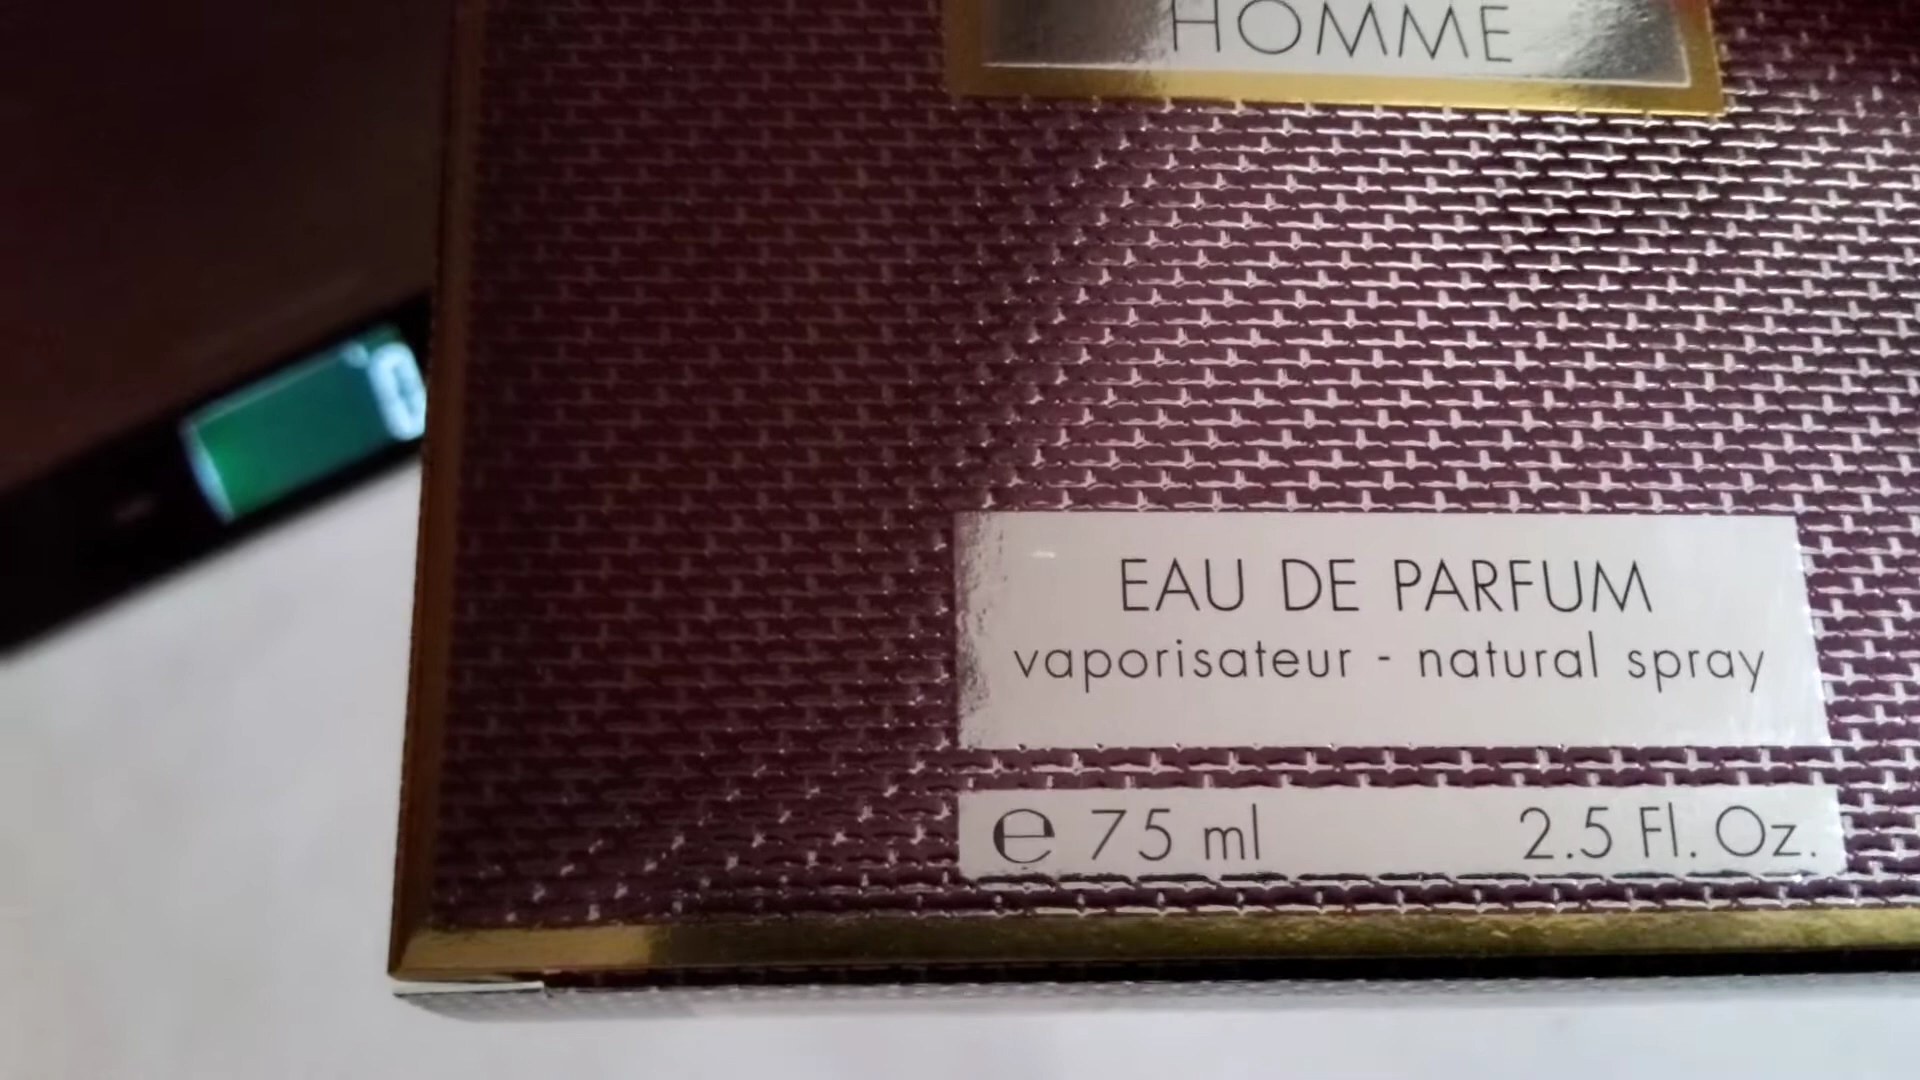 HOMME
EAU DE PARFUM
vaporisateur - natural spray
℮ 75 ml 2.5 Fl. Oz.